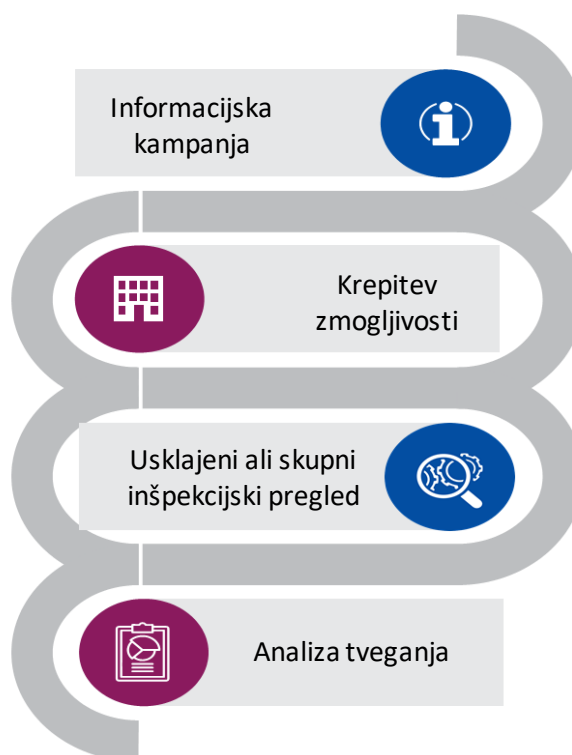 Informacijska
kampanja
Krepitev
zmogljivosti
Usklajeni ali skupni
inšpekcijski pregled
Analiza tveganja